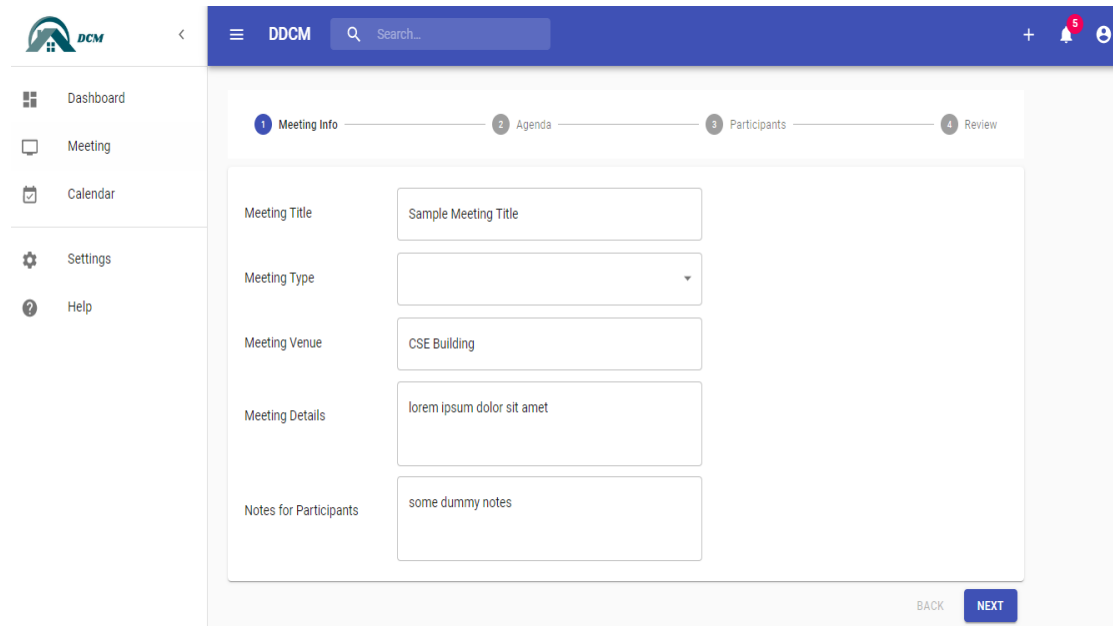 DCM
DDCM
Search...
5
Dashboard
Meeting
Calendar
Settings
Help
1 Meeting Info
2 Agenda
3 Participants
4 Review
Meeting Title
Sample Meeting Title
Meeting Type
Meeting Venue
CSE Building
Meeting Details
lorem ipsum dolor sit amet
Notes for Participants
some dummy notes
BACK
NEXT